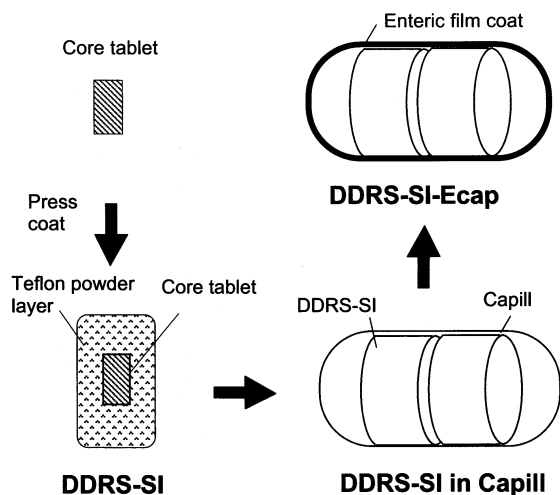 Core tablet
Press
coat
Teflon powder
layer
Core tablet
DDRS-SI
DDRS-SI
Capill
DDRS-SI in Capill
Enteric film coat
DDRS-SI-Ecap